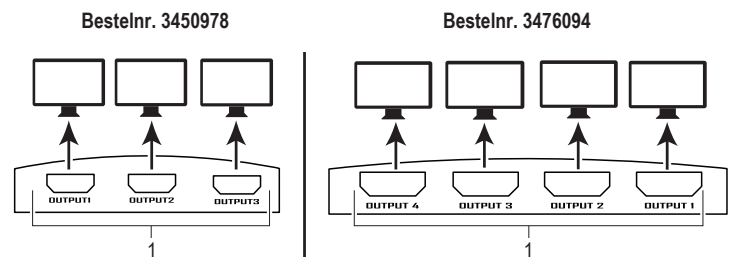 Bestelnr. 3450978
OUTPUT1 OUTPUT2 OUTPUT3
1
Bestelnr. 3476094
OUTPUT 4 OUTPUT 3 OUTPUT 2 OUTPUT 1
1